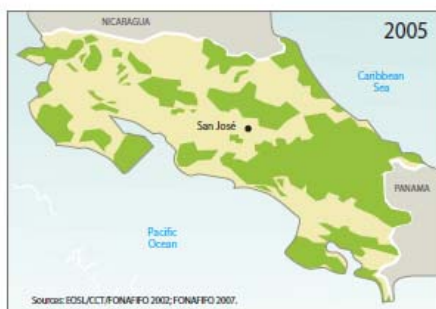 NICARAGUA
2005
Caribbean
Sea
San José
PANAMA
Pacific
Ocean
Sources: EOSL/CCT/FONAFIFO 2002; FONAFIFO 2007.